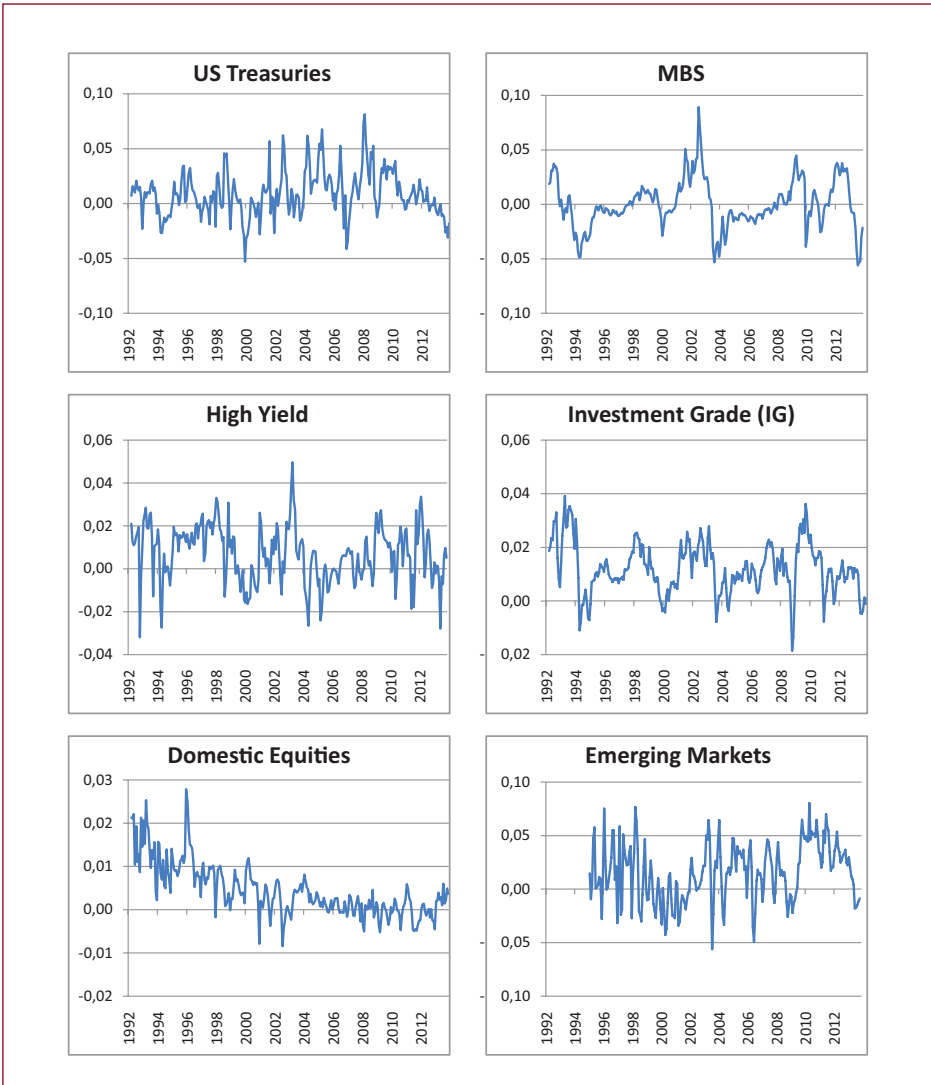 US Treasuries
0,10
0,05
0,00
-0,05
-0,10
1992 1994 1996 1998 2000 2002 2004 2006 2008 2010 2012
MBS
0,10
0,05
0,00
- 0,05
- 0,10
1992 1994 1996 1998 2000 2002 2004 2006 2008 2010 2012
High Yield
0,06
0,04
0,02
0,00
-0,02
-0,04
1992 1994 1996 1998 2000 2002 2004 2006 2008 2010 2012
Investment Grade (IG)
0,06
0,04
0,02
0,00
- 0,02
1992 1994 1996 1998 2000 2002 2004 2006 2008 2010 2012
Domestic Equities
0,03
0,02
0,01
0,00
-0,01
-0,02
1992 1994 1996 1998 2000 2002 2004 2006 2008 2010 2012
Emerging Markets
0,10
0,05
0,00
- 0,05
- 0,10
1992 1994 1996 1998 2000 2002 2004 2006 2008 2010 2012